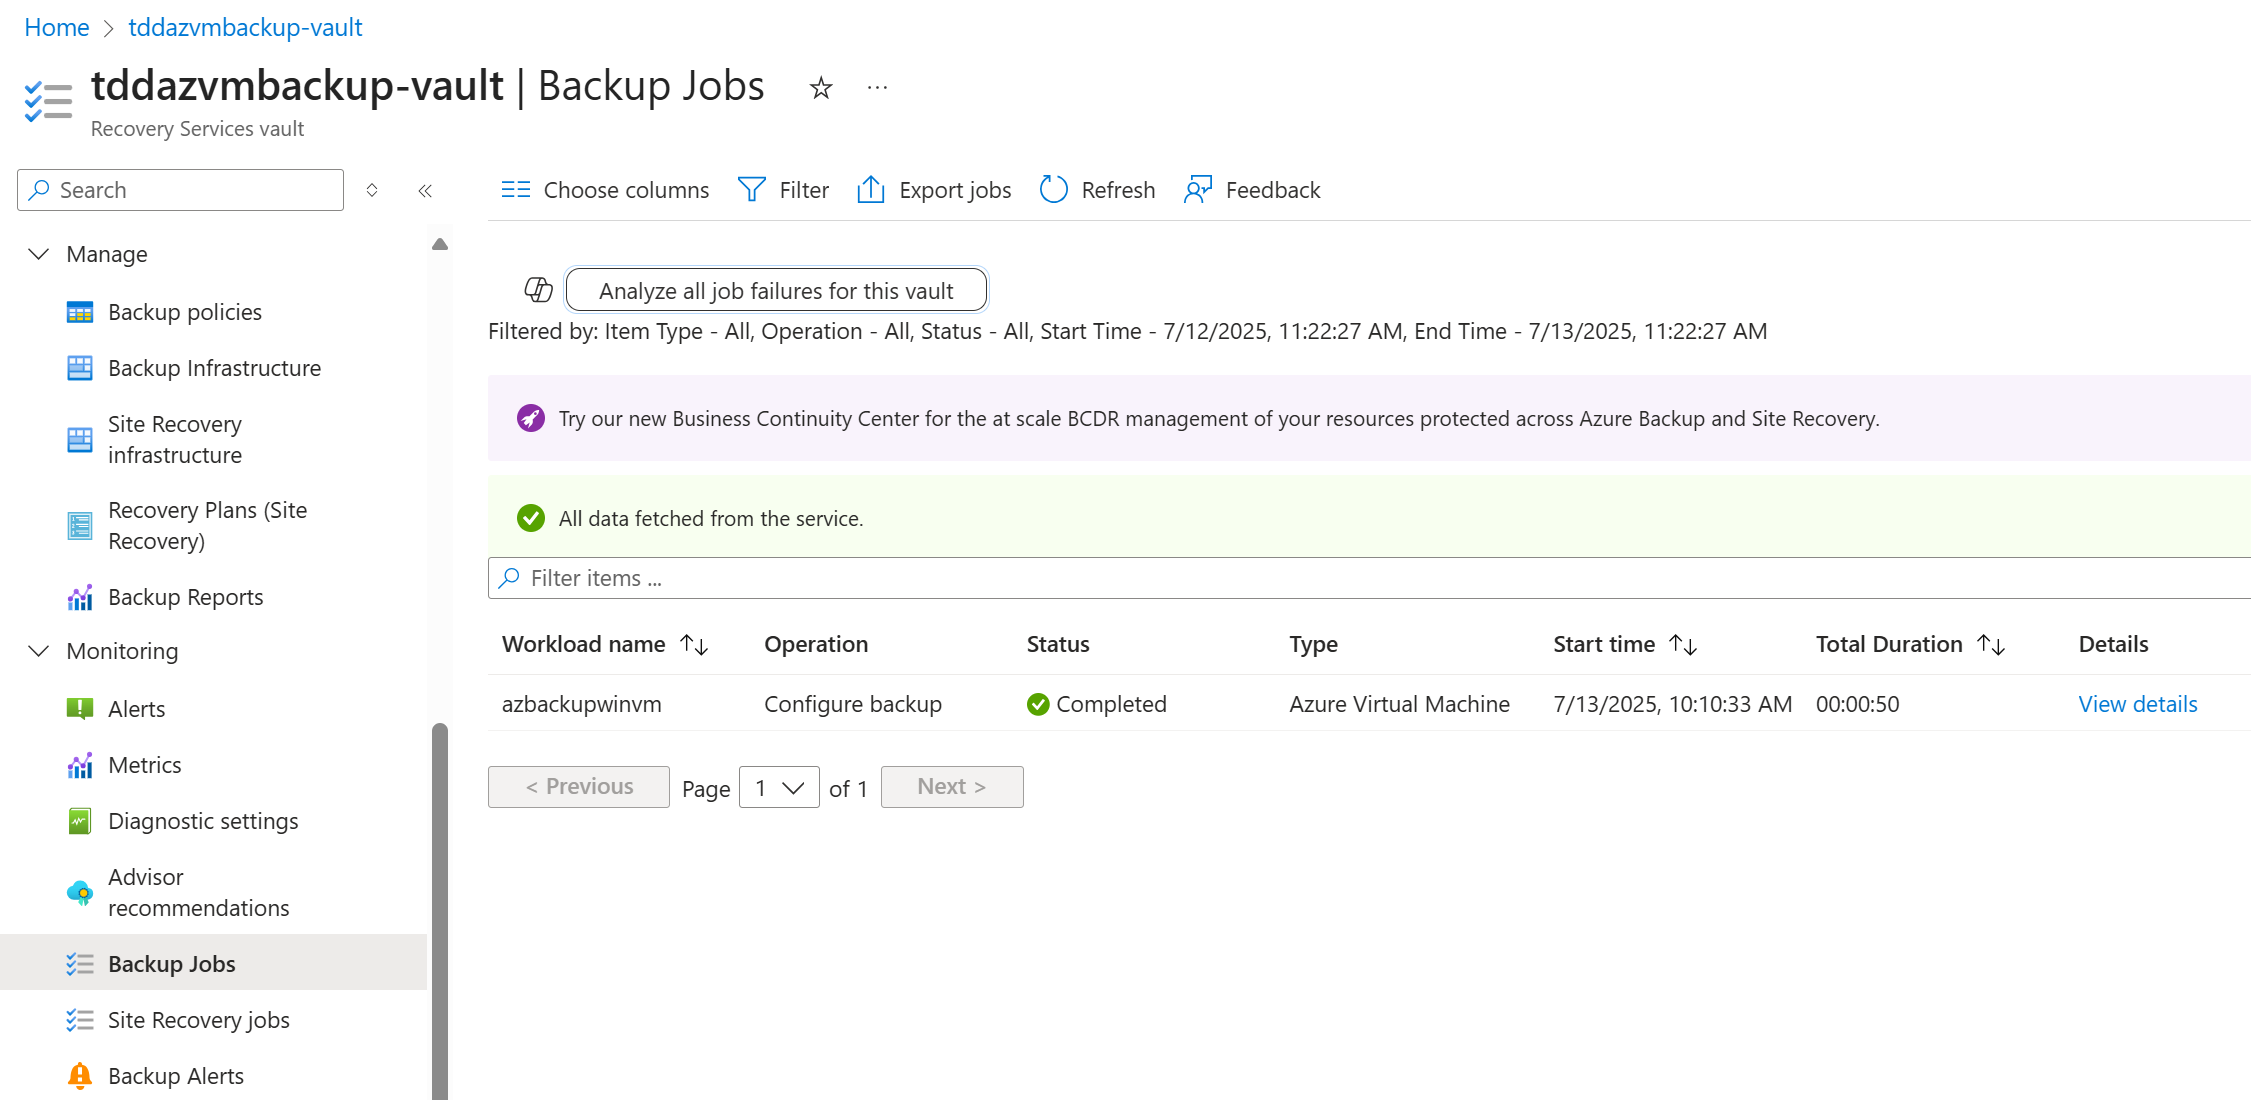 Home > tddazvmbackup-vault
tddazvmbackup-vault | Backup Jobs ☆ ···
Recovery Services vault
Search
Manage
Backup policies
Backup Infrastructure
Site Recovery
infrastructure
Recovery Plans (Site
Recovery)
Backup Reports
Monitoring
Alerts
Metrics
Diagnostic settings
Advisor
recommendations
Backup Jobs
Site Recovery jobs
Backup Alerts
Choose columns Filter Export jobs Refresh Feedback
Analyze all job failures for this vault
Filtered by: Item Type - All, Operation - All, Status - All, Start Time - 7/12/2025, 11:22:27 AM, End Time - 7/13/2025, 11:22:27 AM
Try our new Business Continuity Center for the at scale BCDR management of your resources protected across Azure Backup and Site Recovery.
All data fetched from the service.
Filter items ...
Workload name ↑↓ Operation Status Type Start time ↑↓ Total Duration ↑↓ Details
azbackupwinvm Configure backup Completed Azure Virtual Machine 7/13/2025, 10:10:33 AM 00:00:50 View details
< Previous Page 1 of 1 Next >